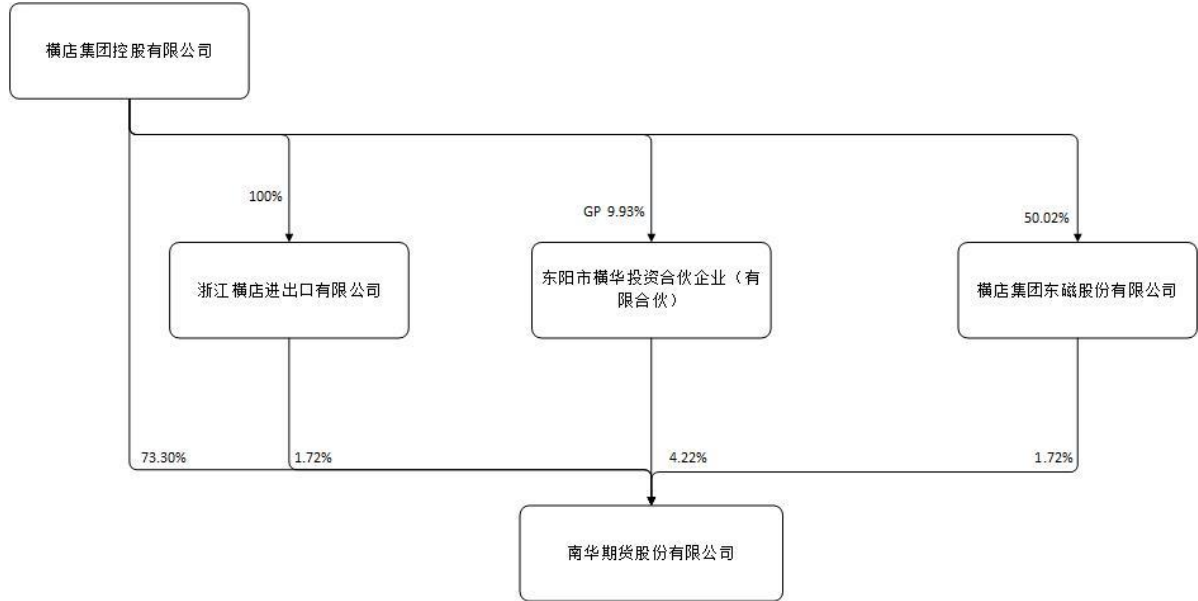 横店集团控股有限公司
100%
GP 9.93%
50.02%
浙江横店进出口有限公司
东阳市横华投资合伙企业（有
限合伙）
横店集团东磁股份有限公司
73.30%
1.72%
4.22%
1.72%
南华期货股份有限公司